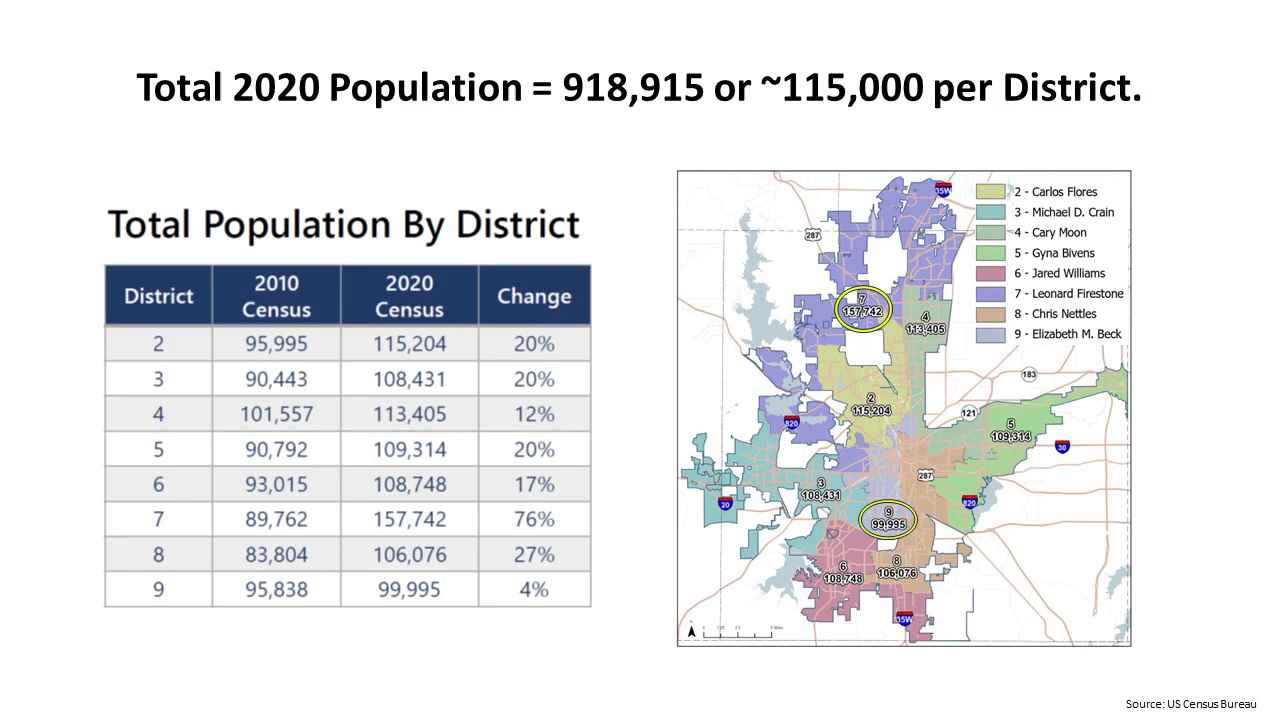 Total 2020 Population = 918,915 or ~115,000 per District.
Total Population By District
District 2010 Census 2020 Census Change
2 95,995 115,204 20%
3 90,443 108,431 20%
4 101,557 113,405 12%
5 90,792 109,314 20%
6 93,015 108,748 17%
7 89,762 157,742 76%
8 83,804 106,076 27%
9 95,838 99,995 4%
2 - Carlos Flores
3 - Michael D. Crain
4 - Cary Moon
5 - Gyna Bivens
6 - Jared Williams
7 - Leonard Firestone
8 - Chris Nettles
9 - Elizabeth M. Beck
35W
287
7
157,742
4
113,405
183
2
115,204
121
820
5
109,314
30
287
3
108,431
20
820
9
99,995
6
108,748
8
106,076
35W
Source: US Census Bureau